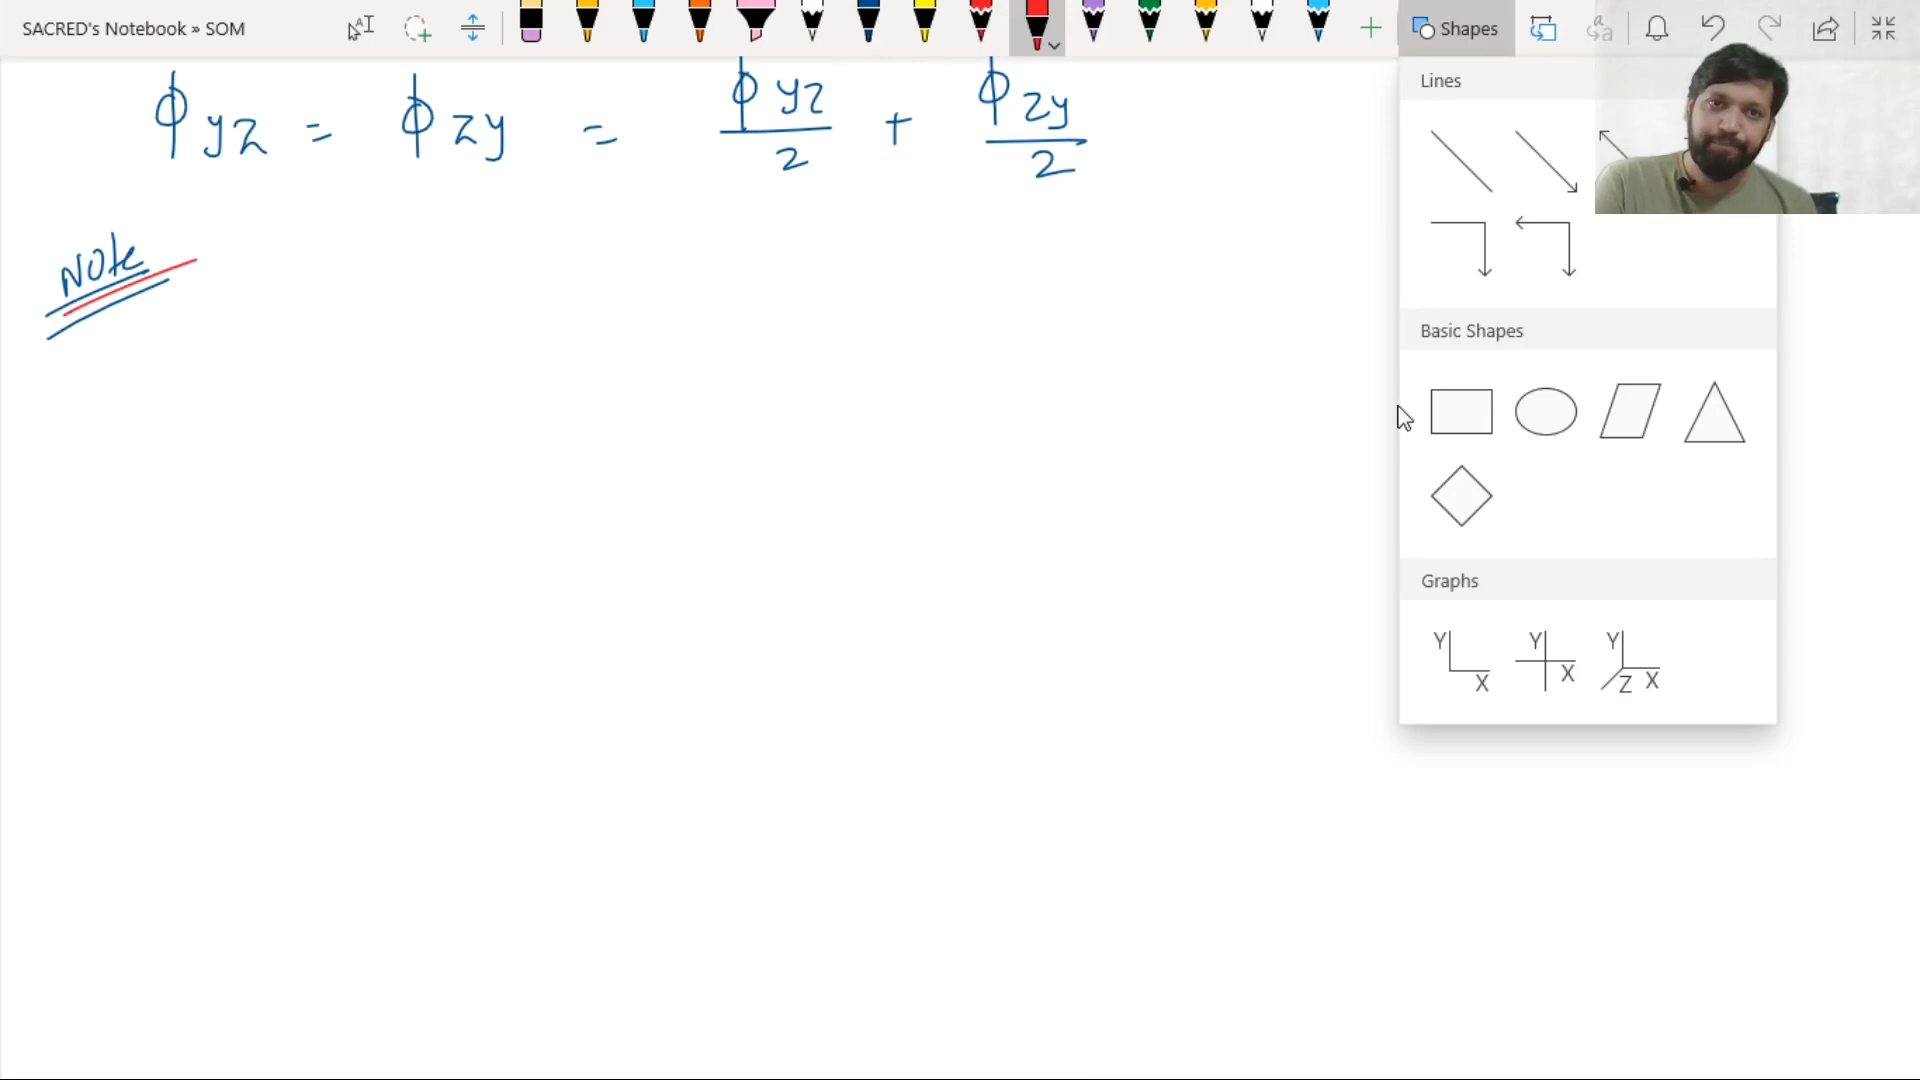 SACRED's Notebook » SOM
Shapes
Lines
ϕyz = ϕzy = ϕyz/2 + ϕzy/2
Note
Basic Shapes
Graphs
Y X Y X Y Z X